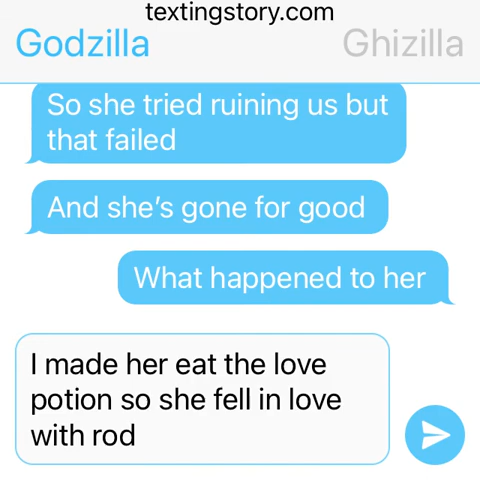 textingstory.com
Godzilla
Ghizilla
So she tried ruining us but
that failed
And she's gone for good
What happened to her
I made her eat the love
potion so she fell in love
with rod